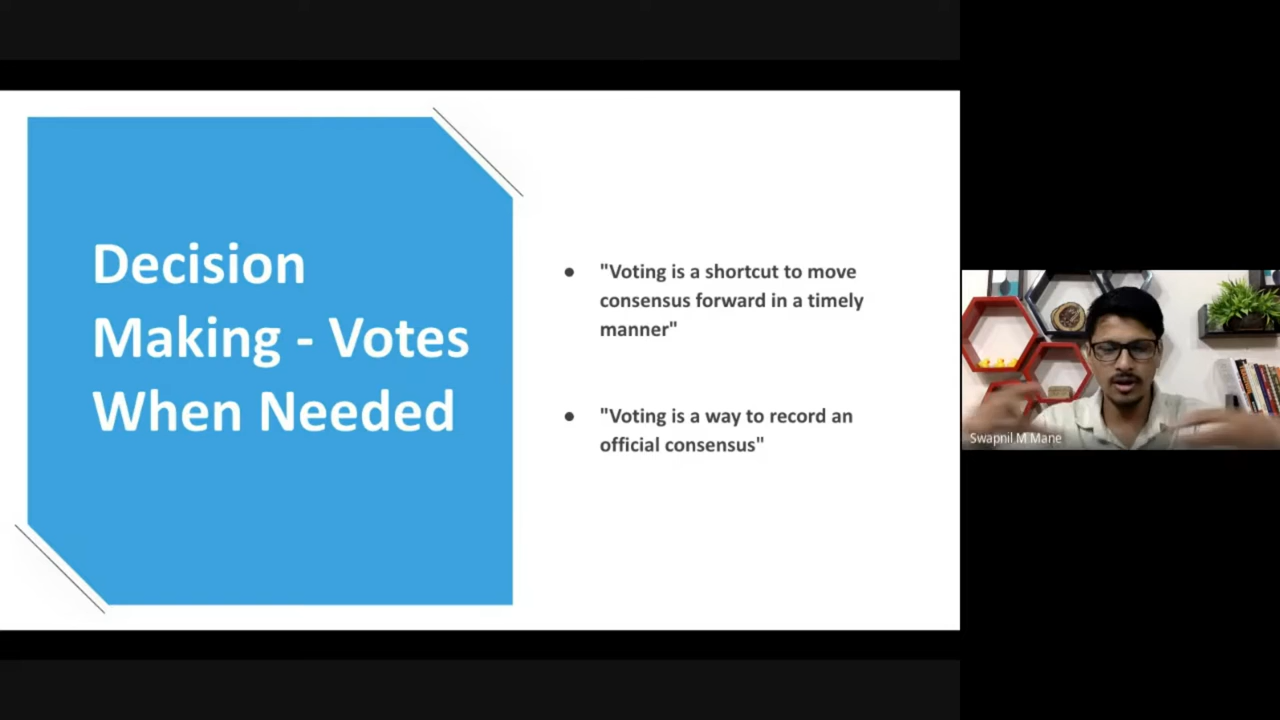 Decision
Making - Votes
When Needed
● "Voting is a shortcut to move
consensus forward in a timely
manner"
● "Voting is a way to record an
official consensus"
Swapnil M Mane